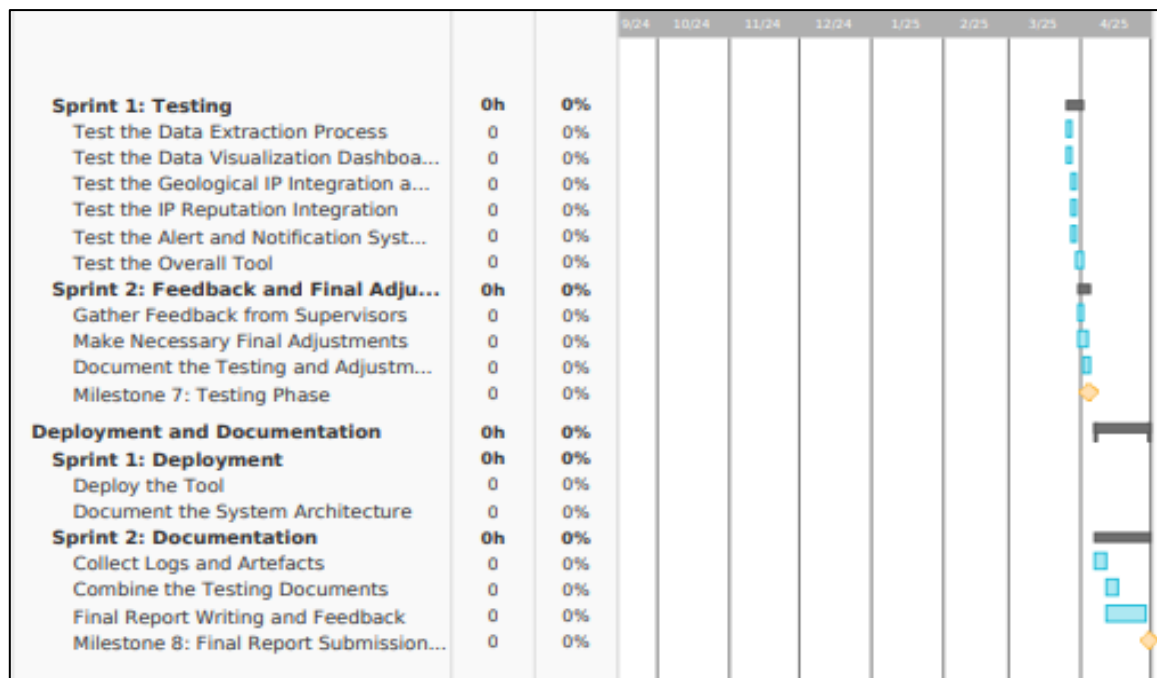 9/24 10/24 11/24 12/24 1/25 2/25 3/25 4/25
Sprint 1: Testing 0h 0%
Test the Data Extraction Process 0 0%
Test the Data Visualization Dashboa... 0 0%
Test the Geological IP Integration a... 0 0%
Test the IP Reputation Integration 0 0%
Test the Alert and Notification Syst... 0 0%
Test the Overall Tool 0 0%
Sprint 2: Feedback and Final Adju... 0h 0%
Gather Feedback from Supervisors 0 0%
Make Necessary Final Adjustments 0 0%
Document the Testing and Adjustm... 0 0%
Milestone 7: Testing Phase 0 0%
Deployment and Documentation 0h 0%
Sprint 1: Deployment 0h 0%
Deploy the Tool 0 0%
Document the System Architecture 0 0%
Sprint 2: Documentation 0h 0%
Collect Logs and Artefacts 0 0%
Combine the Testing Documents 0 0%
Final Report Writing and Feedback 0 0%
Milestone 8: Final Report Submission... 0 0%